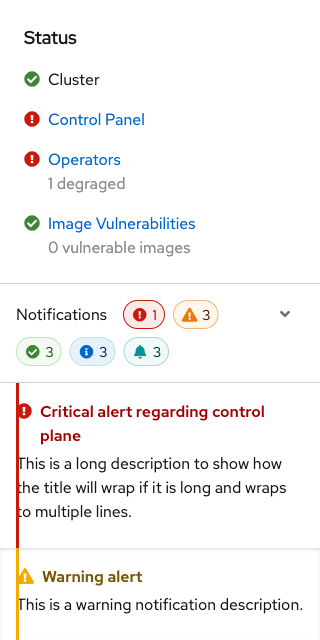 Status
Cluster
Control Panel
Operators
1 degraded
Image Vulnerabilities
0 vulnerable images
Notifications 1 3
3 3 3
Critical alert regarding control
plane
This is a long description to show how
the title will wrap if it is long and wraps
to multiple lines.
Warning alert
This is a warning notification description.